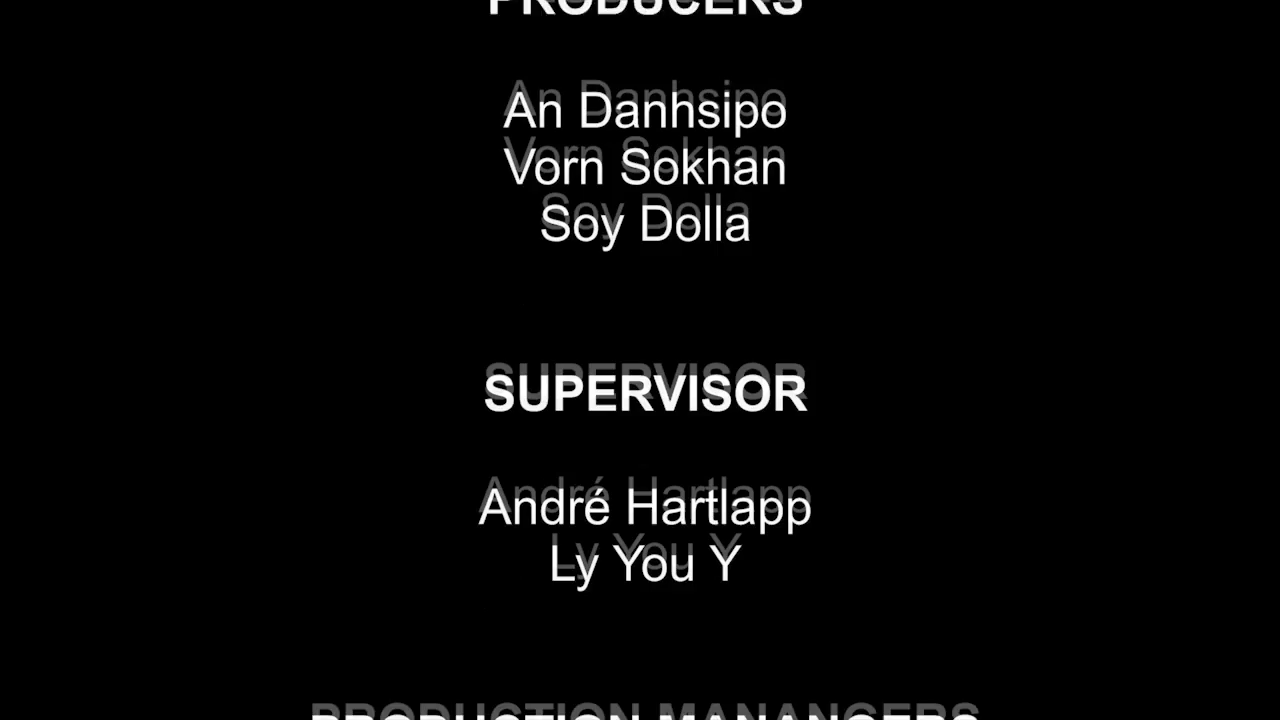 PRODUCERS
An Danhsipo
Vorn Sokhan
Soy Dolla
SUPERVISOR
André Hartlapp
Ly You Y
PRODUCTION MANANGERS